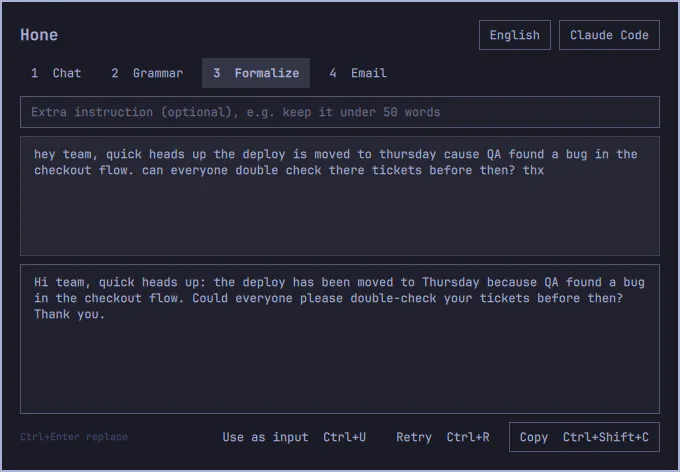 Hone
English
Claude Code
1 Chat
2 Grammar
3 Formalize
4 Email
Extra instruction (optional), e.g. keep it under 50 words
hey team, quick heads up the deploy is moved to thursday cause QA found a bug in the
checkout flow. can everyone double check there tickets before then? thx
Hi team, quick heads up: the deploy has been moved to Thursday because QA found a bug
in the checkout flow. Could everyone please double-check your tickets before then?
Thank you.
Ctrl+Enter replace
Use as input Ctrl+U
Retry Ctrl+R
Copy Ctrl+Shift+C